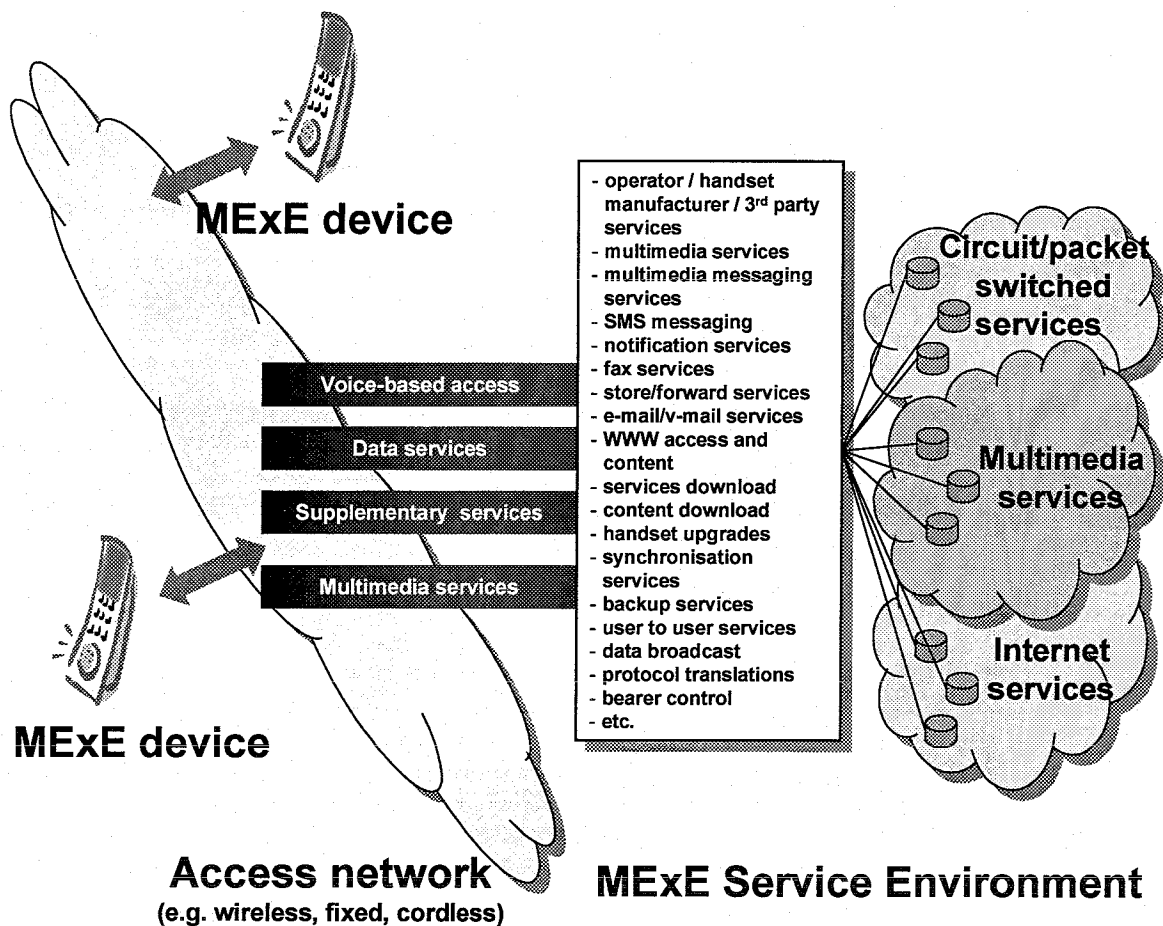 MExE device
- operator / handset
manufacturer / 3rd party
services
- multimedia services
- multimedia messaging
services
- SMS messaging
- notification services
- fax services
- store/forward services
- e-mail/v-mail services
- WWW access and
content
- services download
- content download
- handset upgrades
- synchronisation
services
- backup services
- user to user services
- data broadcast
- protocol translations
- bearer control
- etc.
Circuit/packet
switched
services
Voice-based access
Data services
Supplementary services
Multimedia services
Multimedia
services
Internet
services
MExE device
Access network
(e.g. wireless, fixed, cordless)
MExE Service Environment